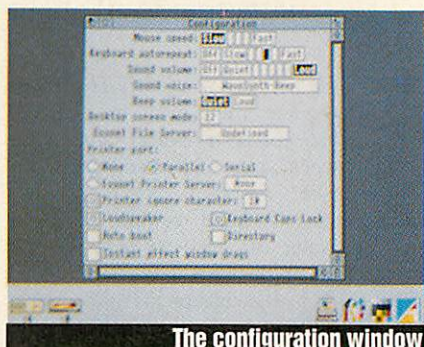 Configuration
Mouse speed: Slow Fast
Keyboard autorepeat: Off Slow Fast
Sound volume: Off Quiet Loud
Sound voice: WaveSynth-Beep
Beep volume: Quiet Loud
Desktop screen mode: 12
Econet File Server: Undefined
Printer port:
None Parallel Serial
Econet Printer Server: None
Printer ignore character: 10
Loudspeaker Keyboard Caps Lock
Auto boot Directory
Instant effect window drags
The configuration window